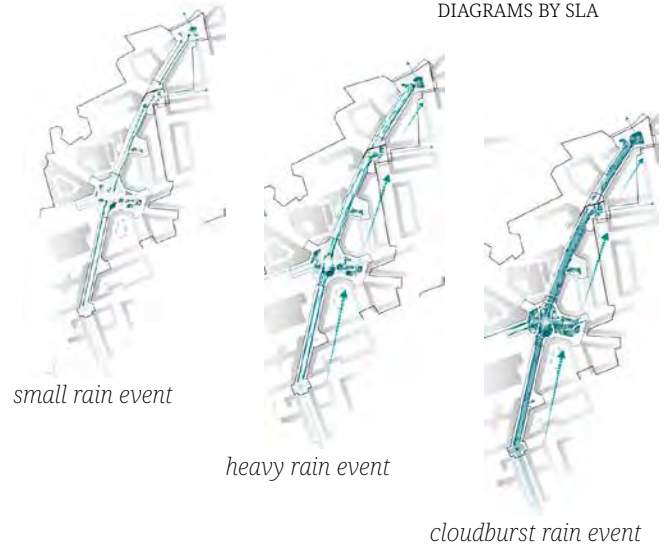 DIAGRAMS BY SLA
small rain event
heavy rain event
cloudburst rain event